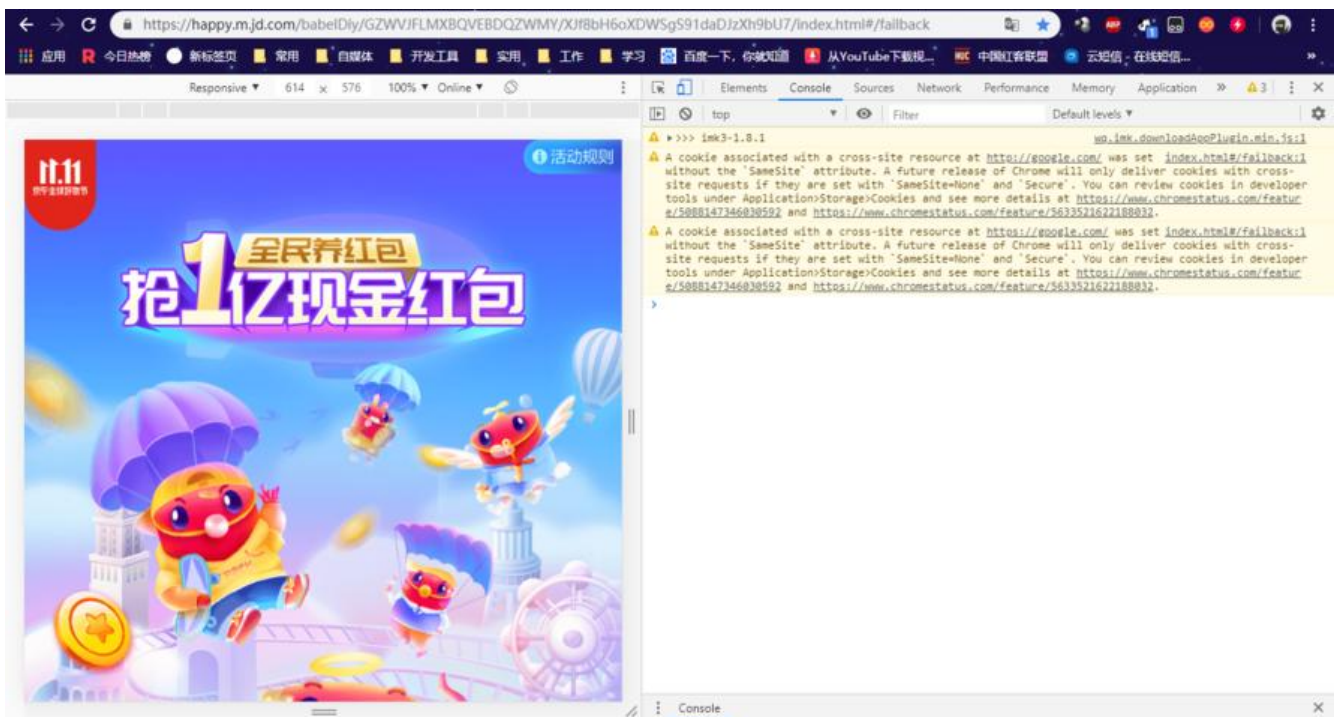 https://happy.m.jd.com/babelDiy/GZWVJFLMXBQVEBDQZWMY/XJf8bH6oXDWSgS91daDJzXh9bU7/index.html#/failback
应用 今日热榜 新标签页 常用 自媒体 开发工具 实用 工作 学习 百度一下,你就知道 从YouTube下载视... 中国红客联盟 云短信 - 在线短信... »
Responsive ▼ 614 x 576 100% ▼ Online ▼
Elements Console Sources Network Performance Memory Application » 3
top Filter Default levels ▼
>>> imk3-1.8.1 wq.imk.downloadAppPlugin.min.js:1
A cookie associated with a cross-site resource at http://google.com/ was set index.html#/failback:1
without the `SameSite` attribute. A future release of Chrome will only deliver cookies with cross-
site requests if they are set with `SameSite=None` and `Secure`. You can review cookies in developer
tools under Application>Storage>Cookies and see more details at https://www.chromestatus.com/featur
e/5088147346030592 and https://www.chromestatus.com/feature/5633521622188032.
A cookie associated with a cross-site resource at https://google.com/ was set index.html#/failback:1
without the `SameSite` attribute. A future release of Chrome will only deliver cookies with cross-
site requests if they are set with `SameSite=None` and `Secure`. You can review cookies in developer
tools under Application>Storage>Cookies and see more details at https://www.chromestatus.com/featur
e/5088147346030592 and https://www.chromestatus.com/feature/5633521622188032.
11.11
京东全球好物节
活动规则
全民养红包
抢1亿现金红包
Console